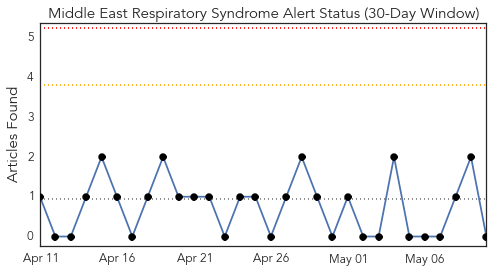 Middle East Respiratory Syndrome Alert Status (30-Day Window)
Articles Found
5
4
3
2
1
0
Apr 11 Apr 16 Apr 21 Apr 26 May 01 May 06